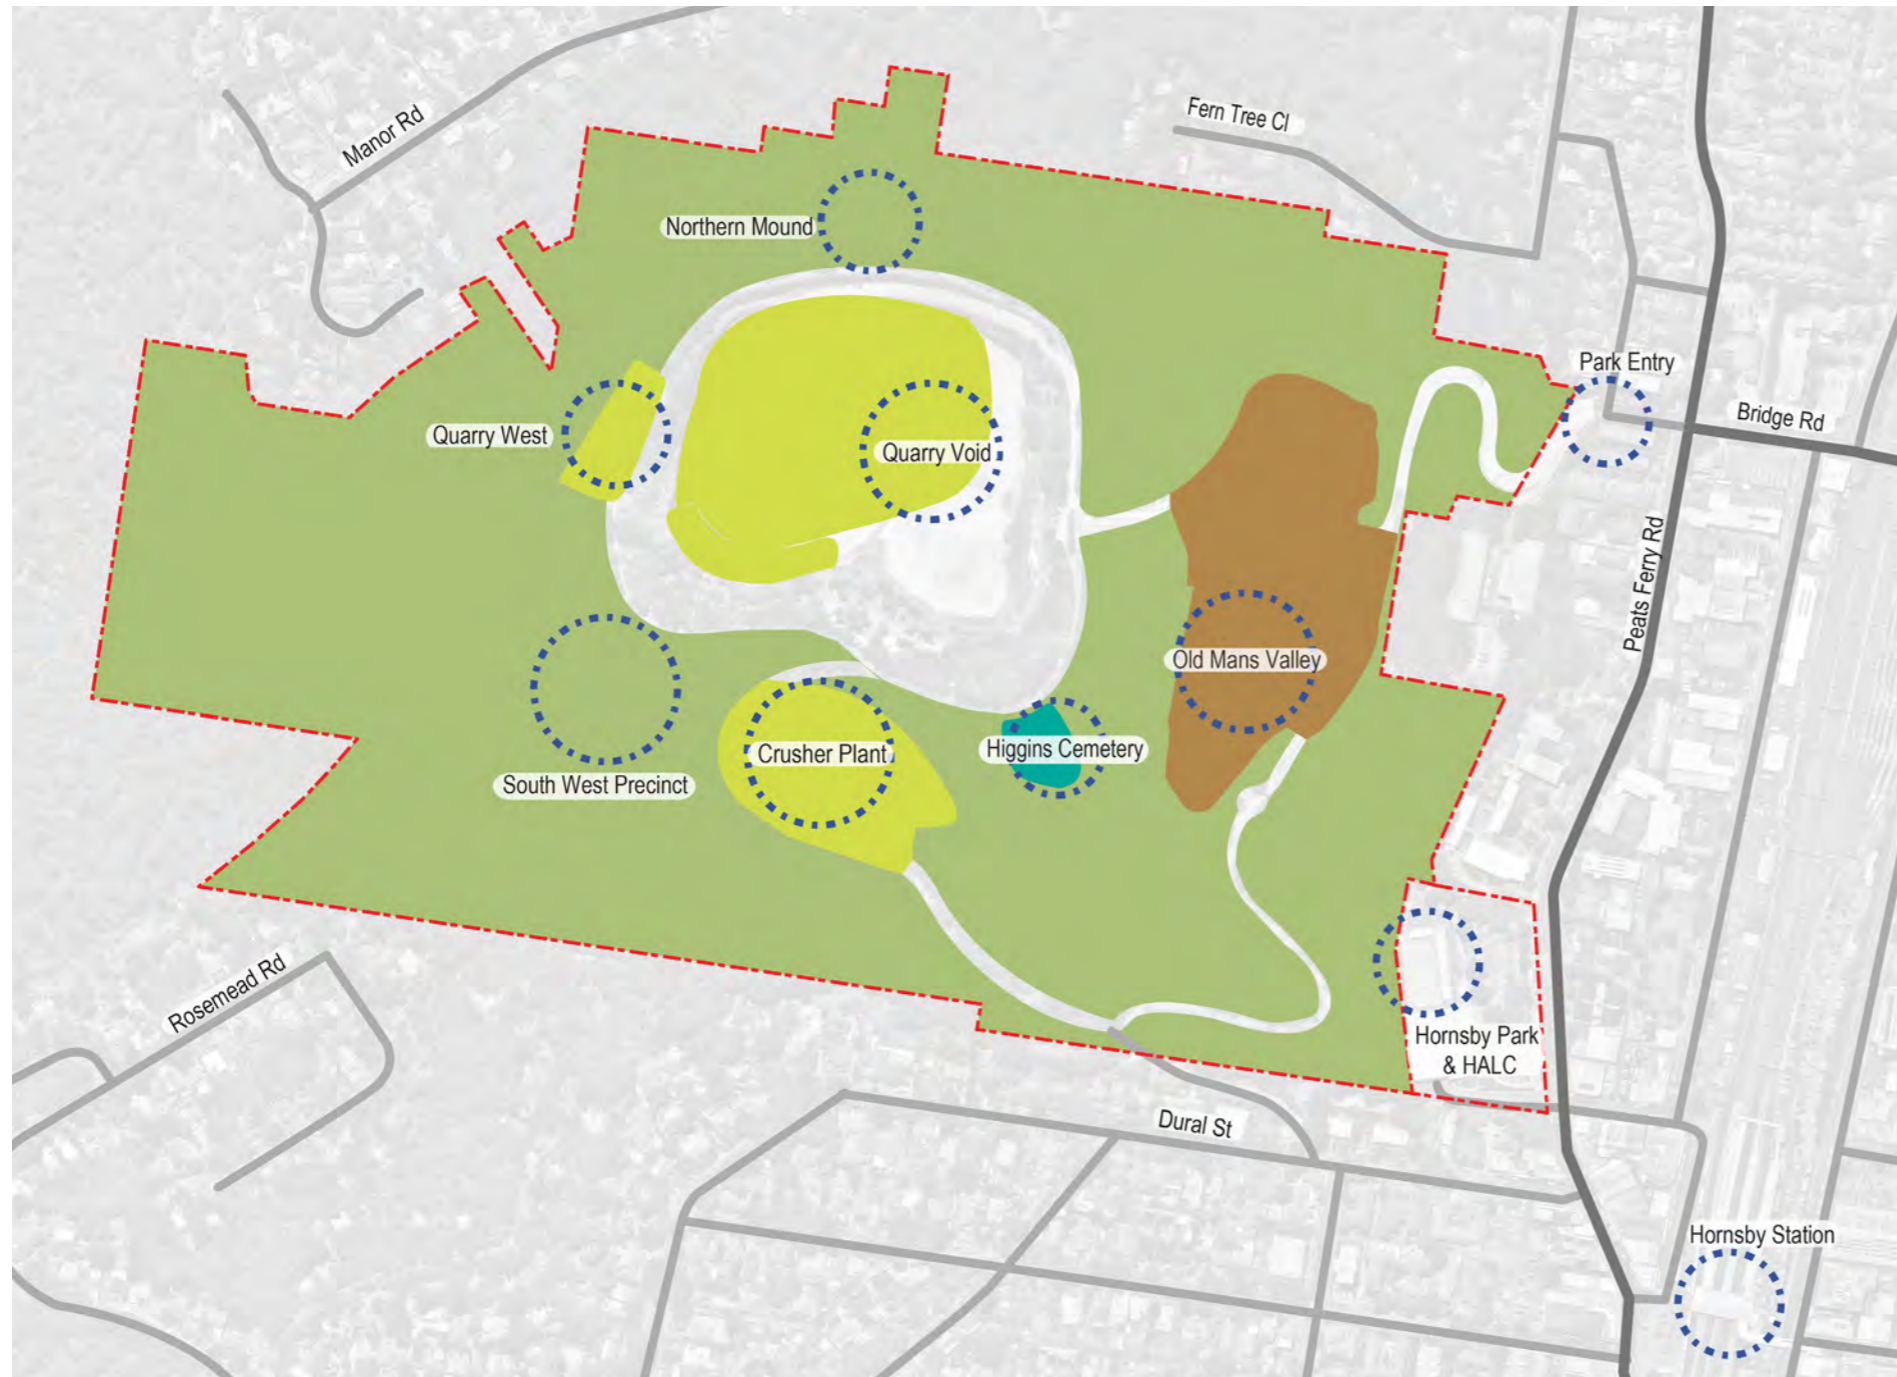 Manor Rd
Fern Tree Cl
Northern Mound
Park Entry
Bridge Rd
Quarry West
Quarry Void
Peats Ferry Rd
Old Mans Valley
Higgins Cemetery
Crusher Plant
South West Precinct
Rosemead Rd
Hornsby Park
& HALC
Dural St
Hornsby Station